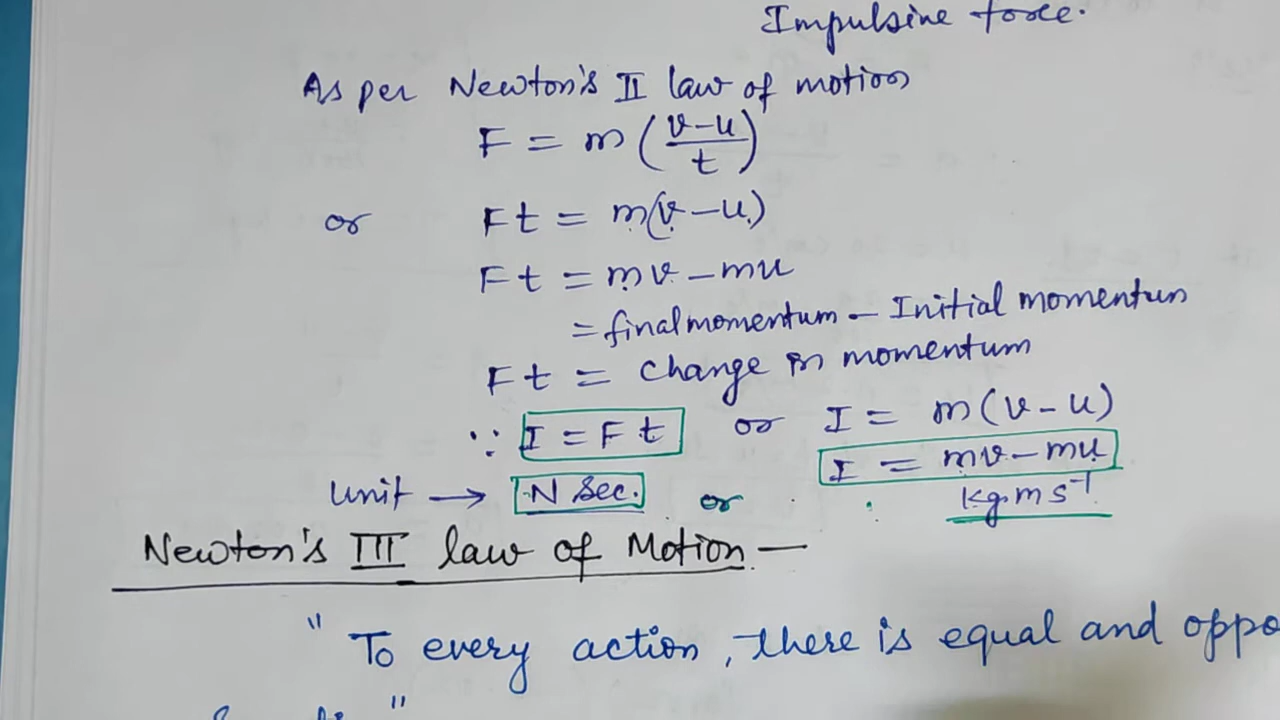 Impulsive force.
As per Newton's II law of motion
F = m (v-u/t)
or Ft = m(v-u)
Ft = mv-mu
= final momentum - Initial momentum
Ft = change in momentum
∵ I = Ft or I = m(v-u)
I = mv-mu
Unit → N Sec. or kg.ms⁻¹
Newton's III law of Motion —
" To every action, there is equal and oppo
"